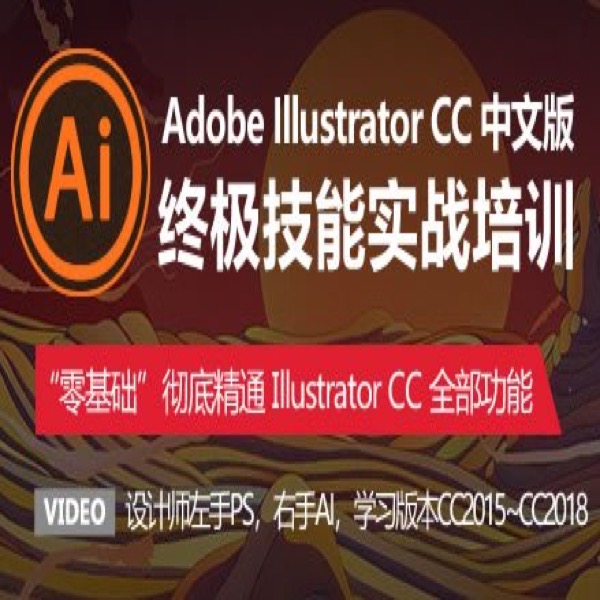 Ai
Adobe Illustrator CC 中文版
终极技能实战培训
“零基础”彻底精通 Illustrator CC 全部功能
VIDEO 设计师左手PS，右手AI，学习版本CC2015~CC2018